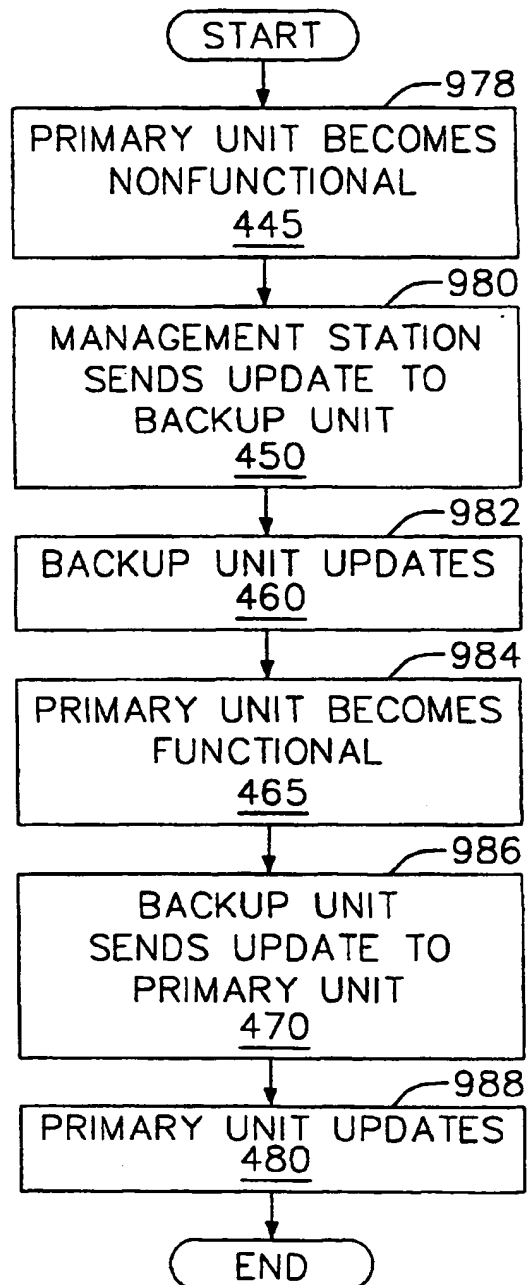 START
978
PRIMARY UNIT BECOMES
NONFUNCTIONAL
445
980
MANAGEMENT STATION
SENDS UPDATE TO
BACKUP UNIT
450
982
BACKUP UNIT UPDATES
460
984
PRIMARY UNIT BECOMES
FUNCTIONAL
465
986
BACKUP UNIT
SENDS UPDATE TO
PRIMARY UNIT
470
988
PRIMARY UNIT UPDATES
480
END